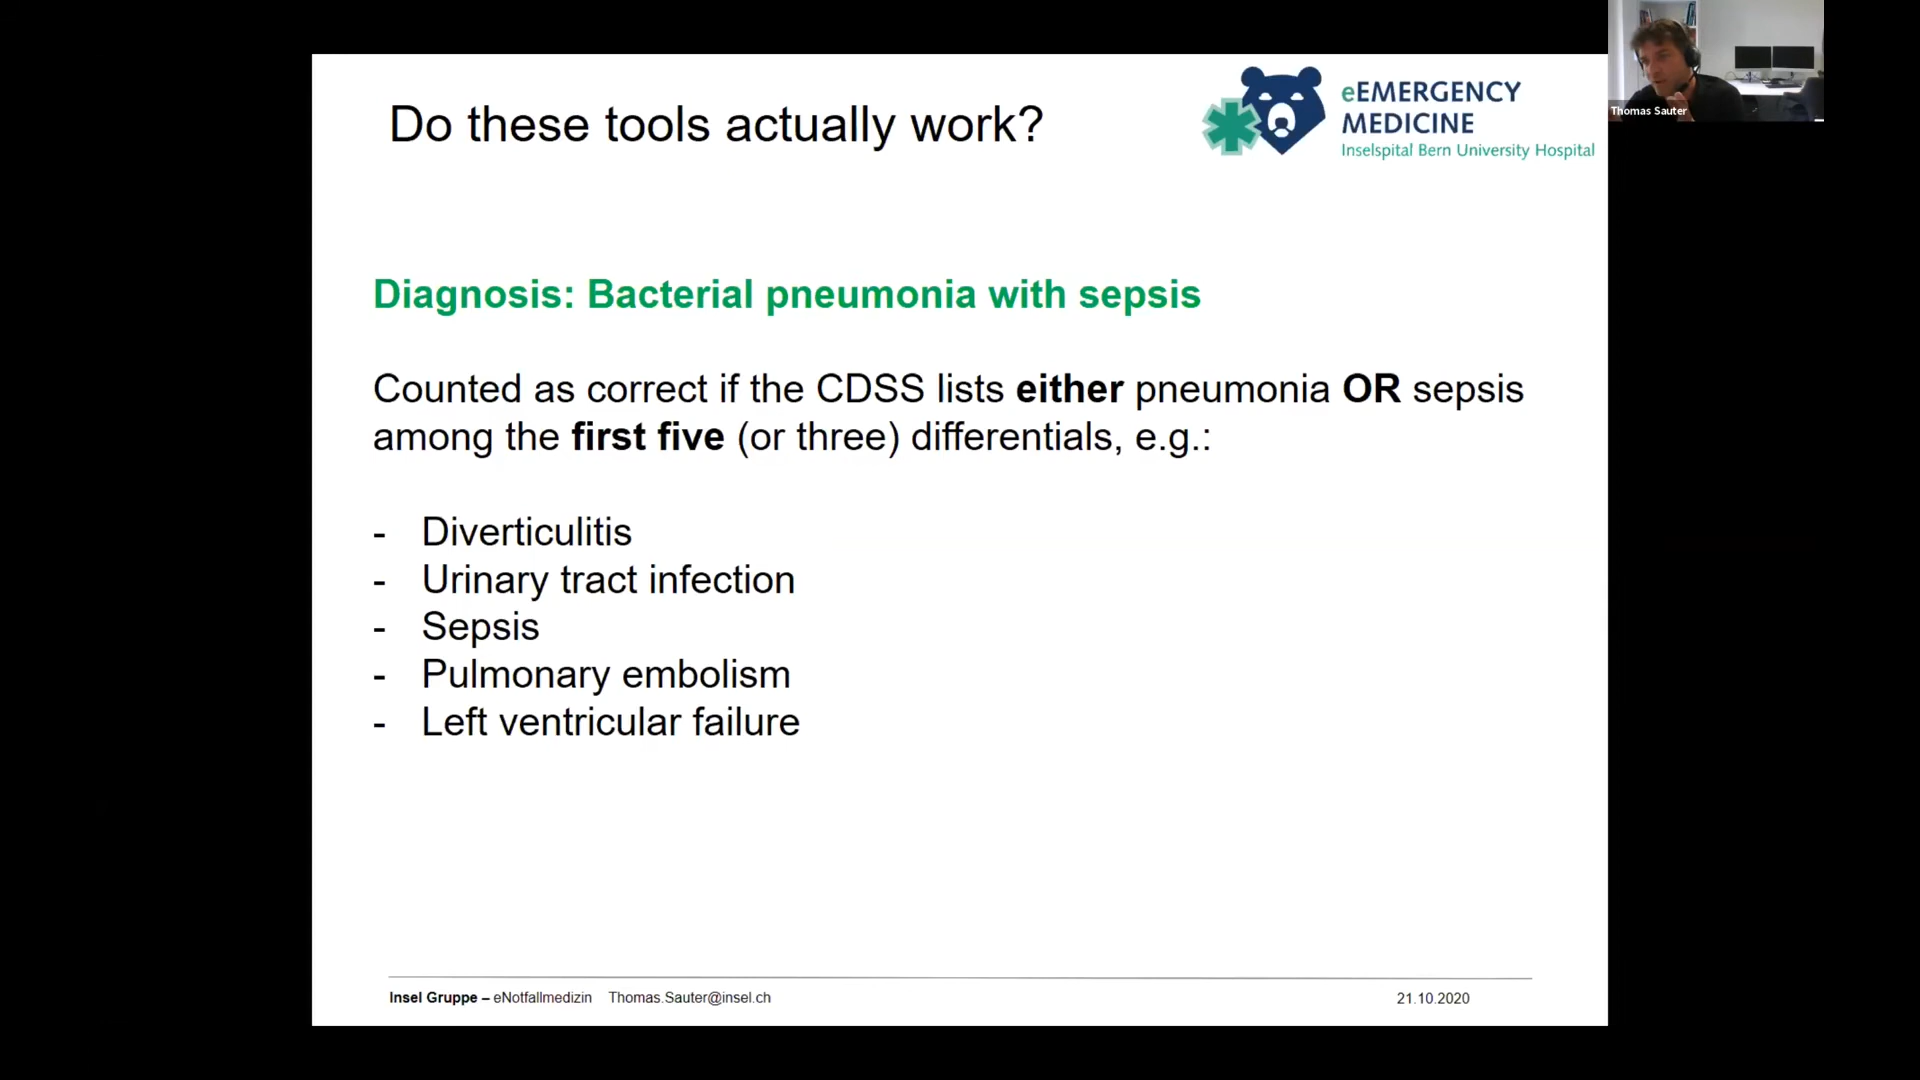 Do these tools actually work?
eEMERGENCY
MEDICINE
Inselspital Bern University Hospital
Thomas Sauter
Diagnosis: Bacterial pneumonia with sepsis
Counted as correct if the CDSS lists either pneumonia OR sepsis
among the first five (or three) differentials, e.g.:
- Diverticulitis
- Urinary tract infection
- Sepsis
- Pulmonary embolism
- Left ventricular failure
Insel Gruppe – eNotfallmedizin Thomas.Sauter@insel.ch 21.10.2020